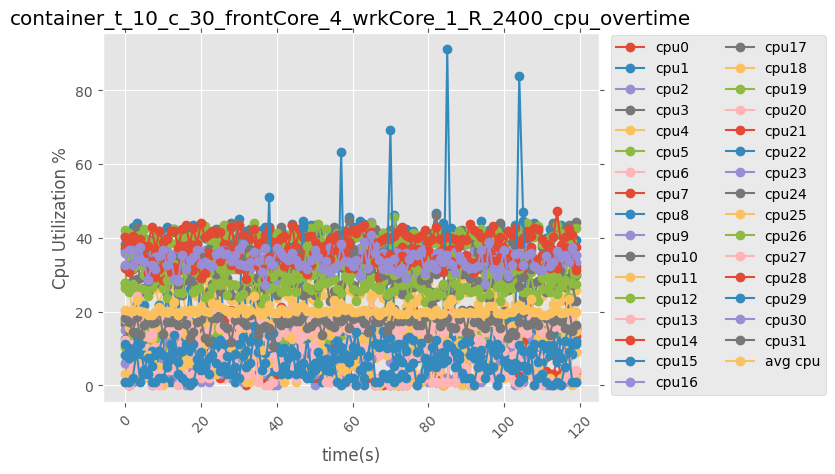 container_t_10_c_30_frontCore_4_wrkCore_1_R_2400_cpu_overtime
Cpu Utilization %
80
60
40
20
0
0
20
40
60
80
100
120
time(s)
cpu0
cpu1
cpu2
cpu3
cpu4
cpu5
cpu6
cpu7
cpu8
cpu9
cpu10
cpu11
cpu12
cpu13
cpu14
cpu15
cpu16
cpu17
cpu18
cpu19
cpu20
cpu21
cpu22
cpu23
cpu24
cpu25
cpu26
cpu27
cpu28
cpu29
cpu30
cpu31
avg cpu